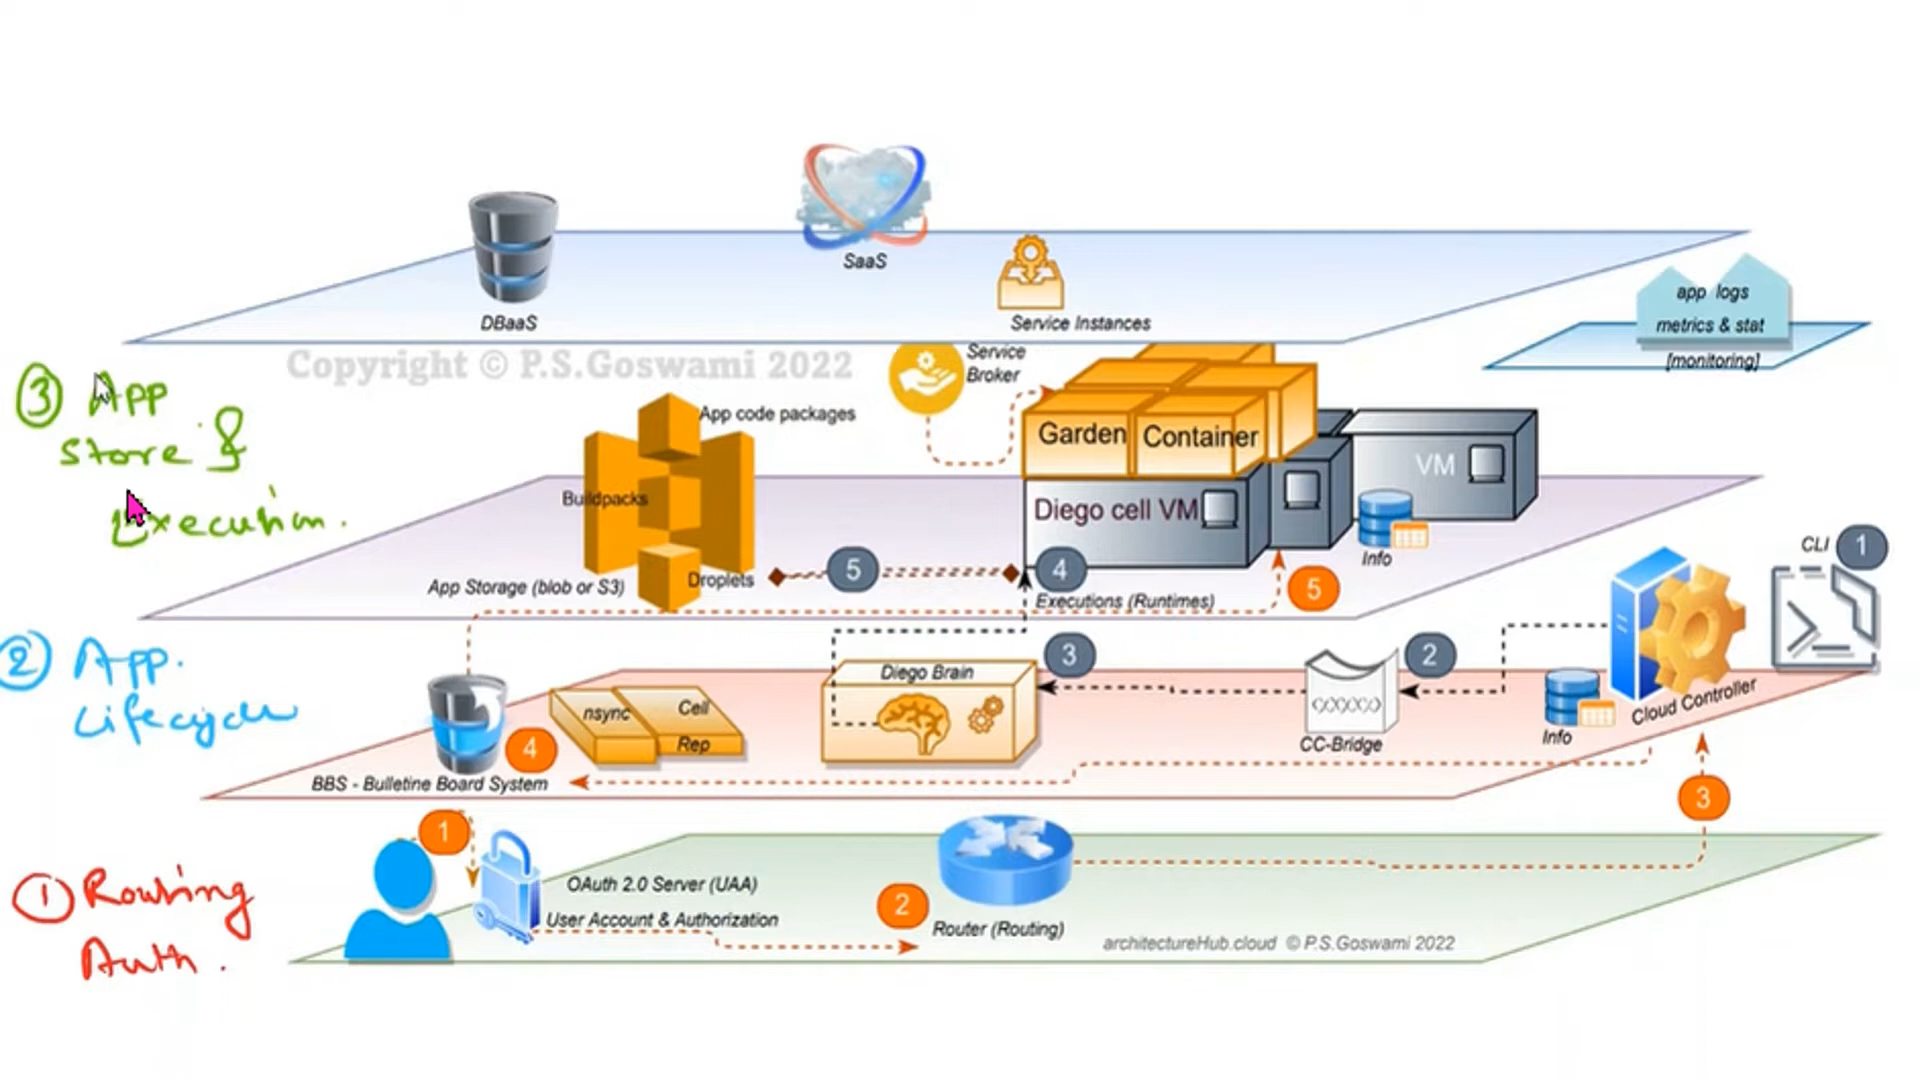 SaaS
DBaaS
Service Instances
app logs
metrics & stat
[monitoring]
Copyright © P.S.Goswami 2022
Service
Broker
③ App
Store &
Execution.
App code packages
Buildpacks
Droplets
App Storage (blob or S3)
Garden
Container
Diego cell VM
VM
Info
5
4
Executions (Runtimes)
5
CLI
1
② App.
Lifecycle
Diego Brain
3
2
nsync
Cell
Rep
4
BBS - Bulletine Board System
CC-Bridge
Info
Cloud Controller
3
1
① Routing
Auth.
OAuth 2.0 Server (UAA)
User Account & Authorization
2
Router (Routing)
architectureHub.cloud © P.S.Goswami 2022